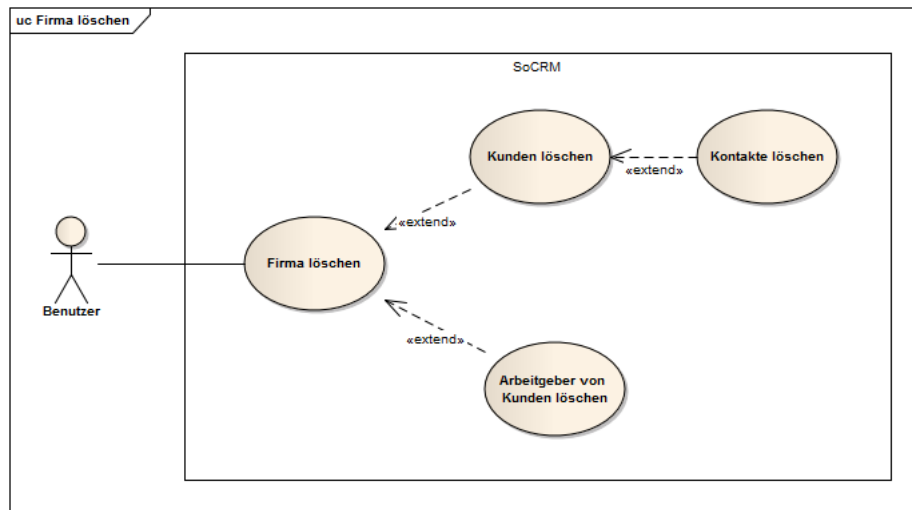 uc Firma löschen
SoCRM
Kunden löschen
Kontakte löschen
«extend»
«extend»
Firma löschen
Benutzer
«extend»
Arbeitgeber von
Kunden löschen